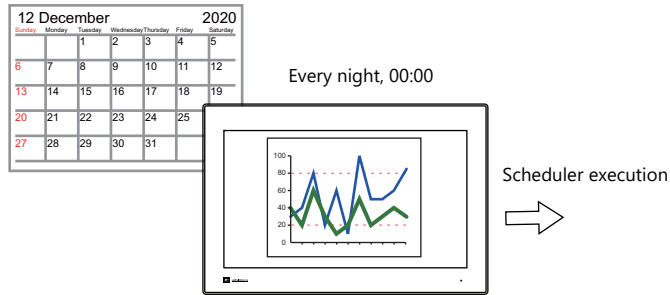 12 December 2020
Sunday Monday Tuesday Wednesday Thursday Friday Saturday
1 2 3 4 5
6 7 8 9 10 11 12
13 14 15 16 17 18 19
20 21 22 23 24 25
27 28 29 30 31
Every night, 00:00
100
80
60
40
20
0
Scheduler execution